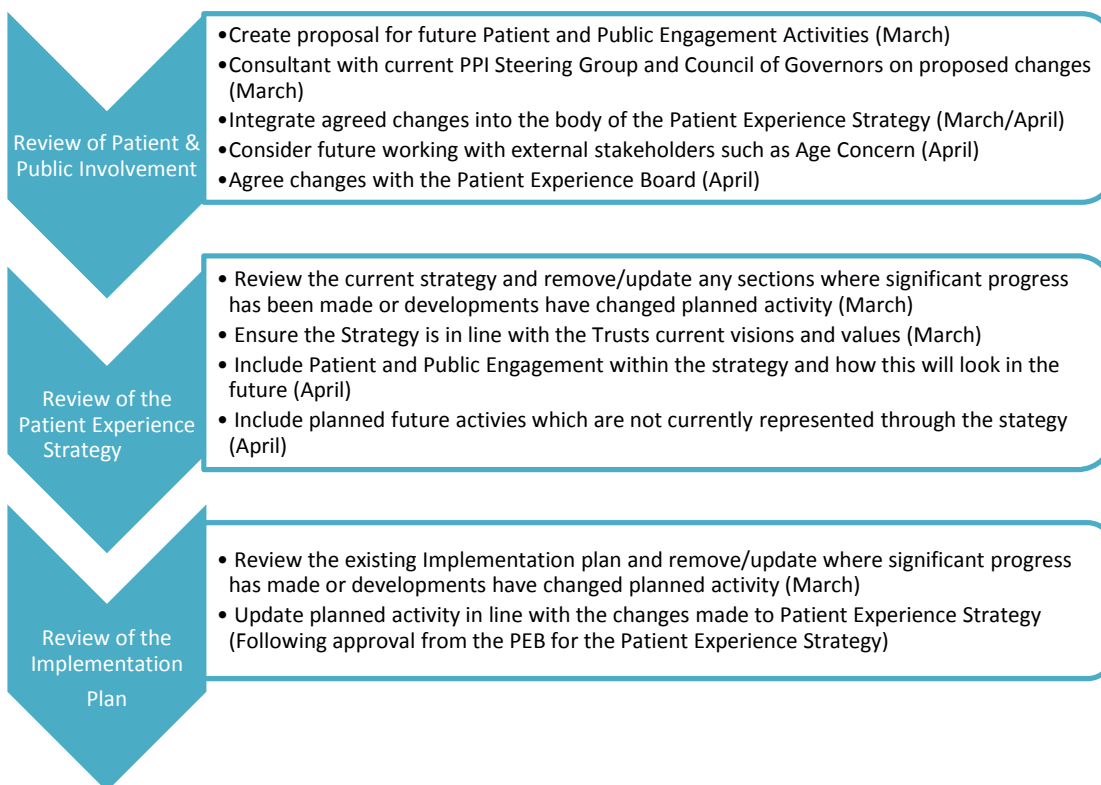 Review of Patient &
Public Involvement
•Create proposal for future Patient and Public Engagement Activities (March)
•Consultant with current PPI Steering Group and Council of Governors on proposed changes
(March)
•Integrate agreed changes into the body of the Patient Experience Strategy (March/April)
•Consider future working with external stakeholders such as Age Concern (April)
•Agree changes with the Patient Experience Board (April)
Review of the
Patient Experience
Strategy
• Review the current strategy and remove/update any sections where significant progress
has been made or developments have changed planned activity (March)
• Ensure the Strategy is in line with the Trusts current visions and values (March)
• Include Patient and Public Engagement within the strategy and how this will look in the
future (April)
• Include planned future activies which are not currently represented through the stategy
(April)
Review of the
Implementation
Plan
• Review the existing Implementation plan and remove/update where significant progress
has made or developments have changed planned activity (March)
• Update planned activity in line with the changes made to Patient Experience Strategy
(Following approval from the PEB for the Patient Experience Strategy)